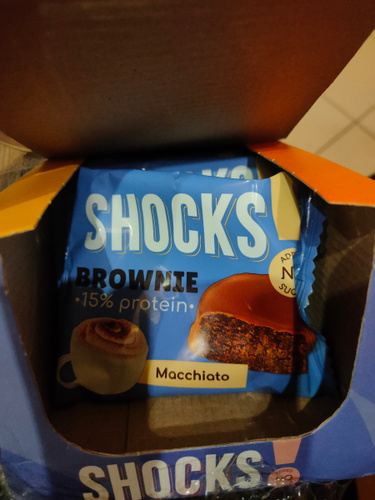 SHOCKS!
BROWNIE
•15% protein•
Macchiato
SHOCKS!